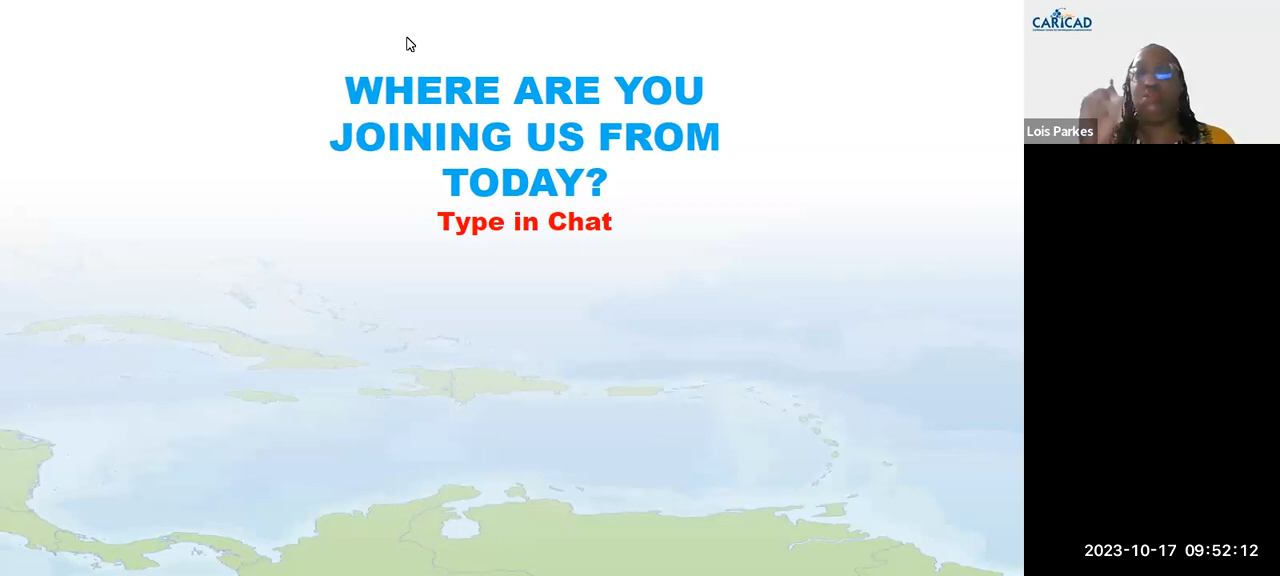 WHERE ARE YOU
JOINING US FROM
TODAY?
Type in Chat
CARICAD
Lois Parkes
2023-10-17 09:52:12